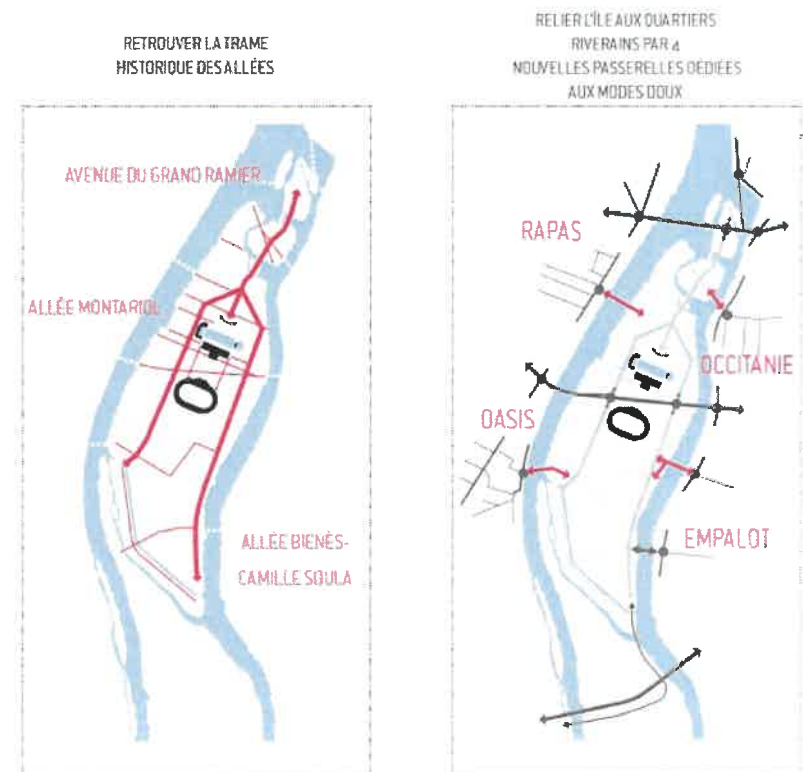 RETROUVER LA TRAME
HISTORIQUE DES ALLÉES
AVENUE DU GRAND RAMIER
ALLÉE MONTARIOL
ALLÉE BIENÈS-
CAMILLE SOULA
RELIER L'ÎLE AUX QUARTIERS
RIVERAINS PAR 4
NOUVELLES PASSERELLES DÉDIÉES
AUX MODES DOUX
RAPAS
OCCITANIE
OASIS
EMPALOT